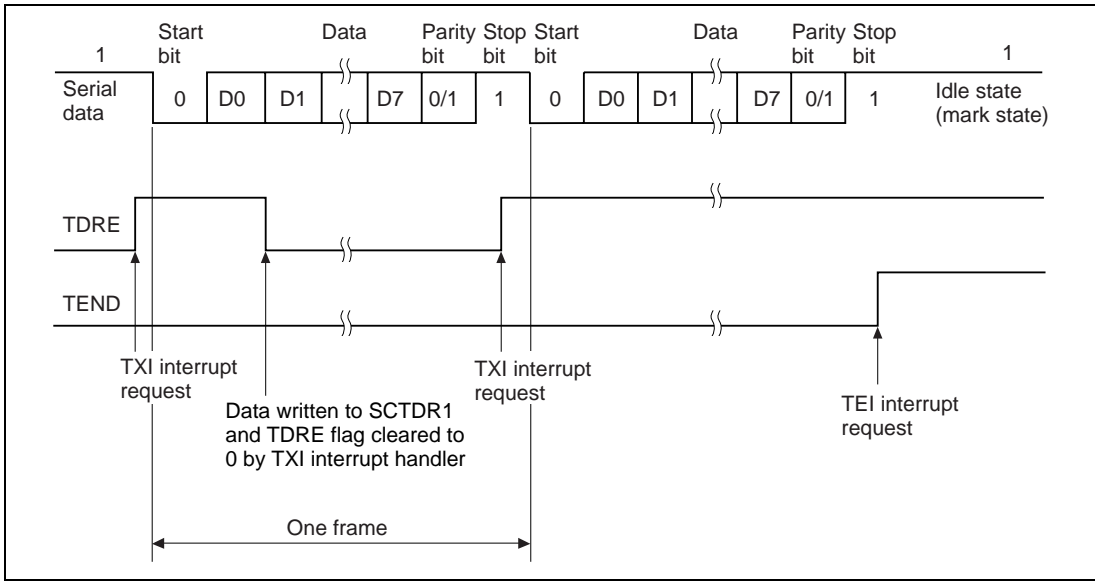 1
Start bit
Data
Parity bit
Stop bit
Start bit
Data
Parity bit
Stop bit
1
Serial data
0
D0
D1
D7
0/1
1
0
D0
D1
D7
0/1
1
Idle state
(mark state)
TDRE
TEND
TXI interrupt
request
Data written to SCTDR1
and TDRE flag cleared to
0 by TXI interrupt handler
TXI interrupt
request
TEI interrupt
request
One frame